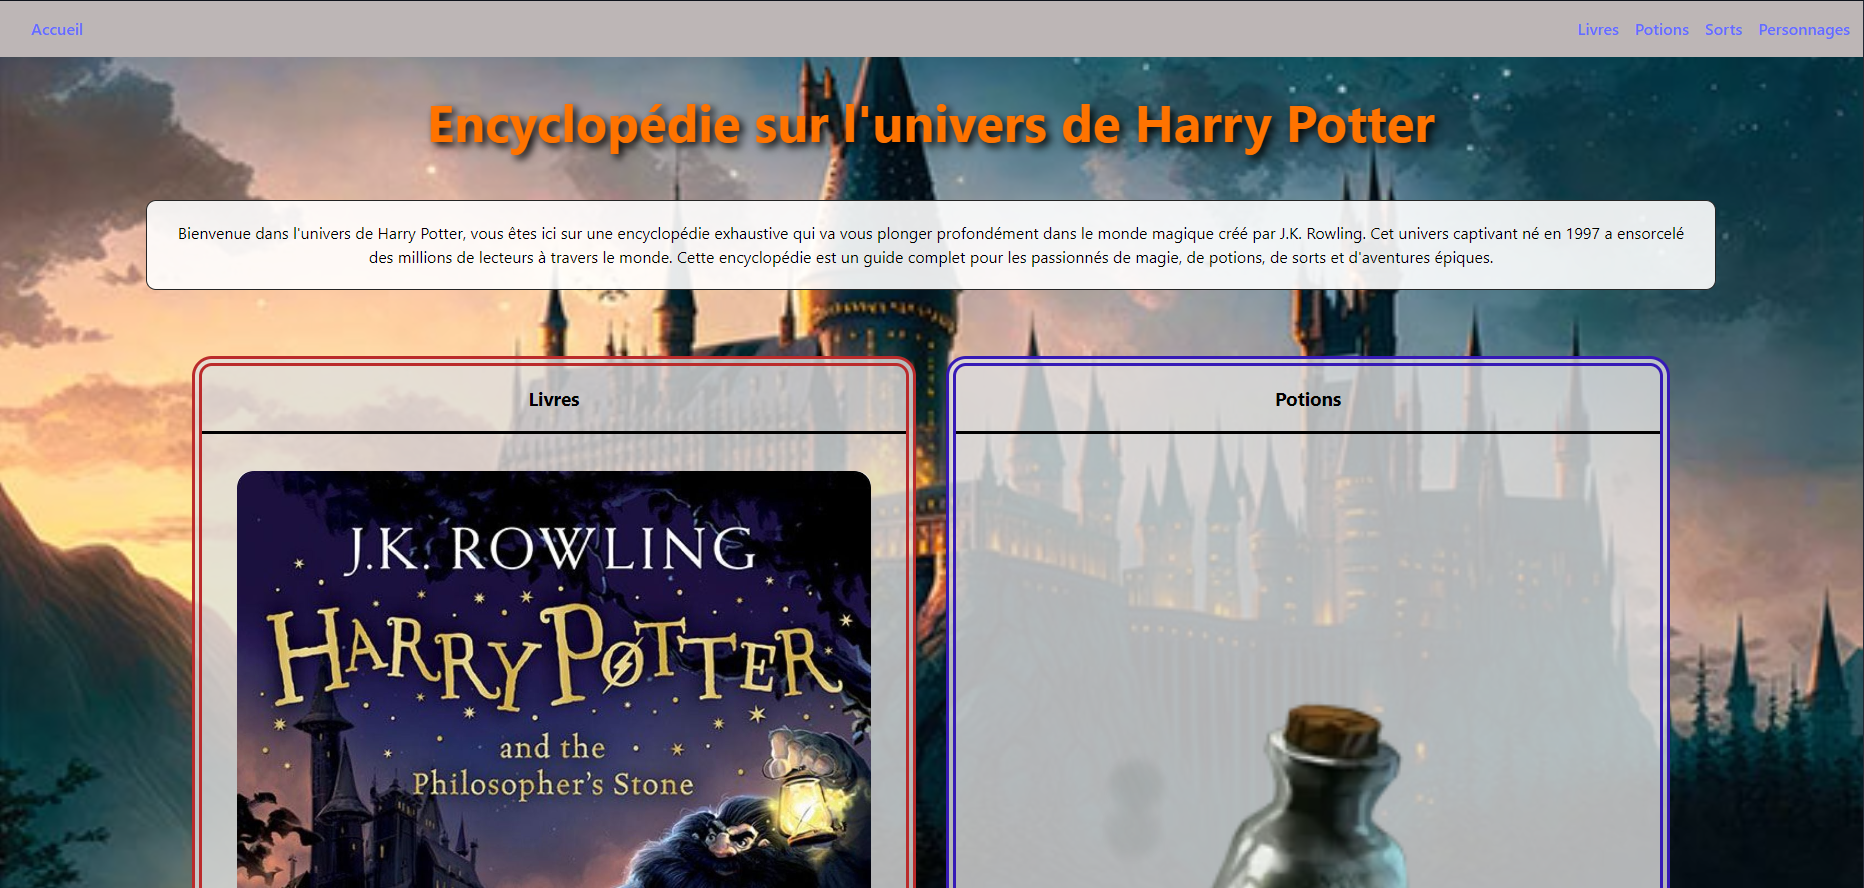 Accueil
Livres Potions Sorts Personnages
Encyclopédie sur l'univers de Harry Potter
Bienvenue dans l'univers de Harry Potter, vous êtes ici sur une encyclopédie exhaustive qui va vous plonger profondément dans le monde magique créé par J.K. Rowling. Cet univers captivant né en 1997 a ensorcelé
des millions de lecteurs à travers le monde. Cette encyclopédie est un guide complet pour les passionnés de magie, de potions, de sorts et d'aventures épiques.
Livres
J.K. ROWLING
HARRY POTTER
and the
Philosopher's Stone
Potions